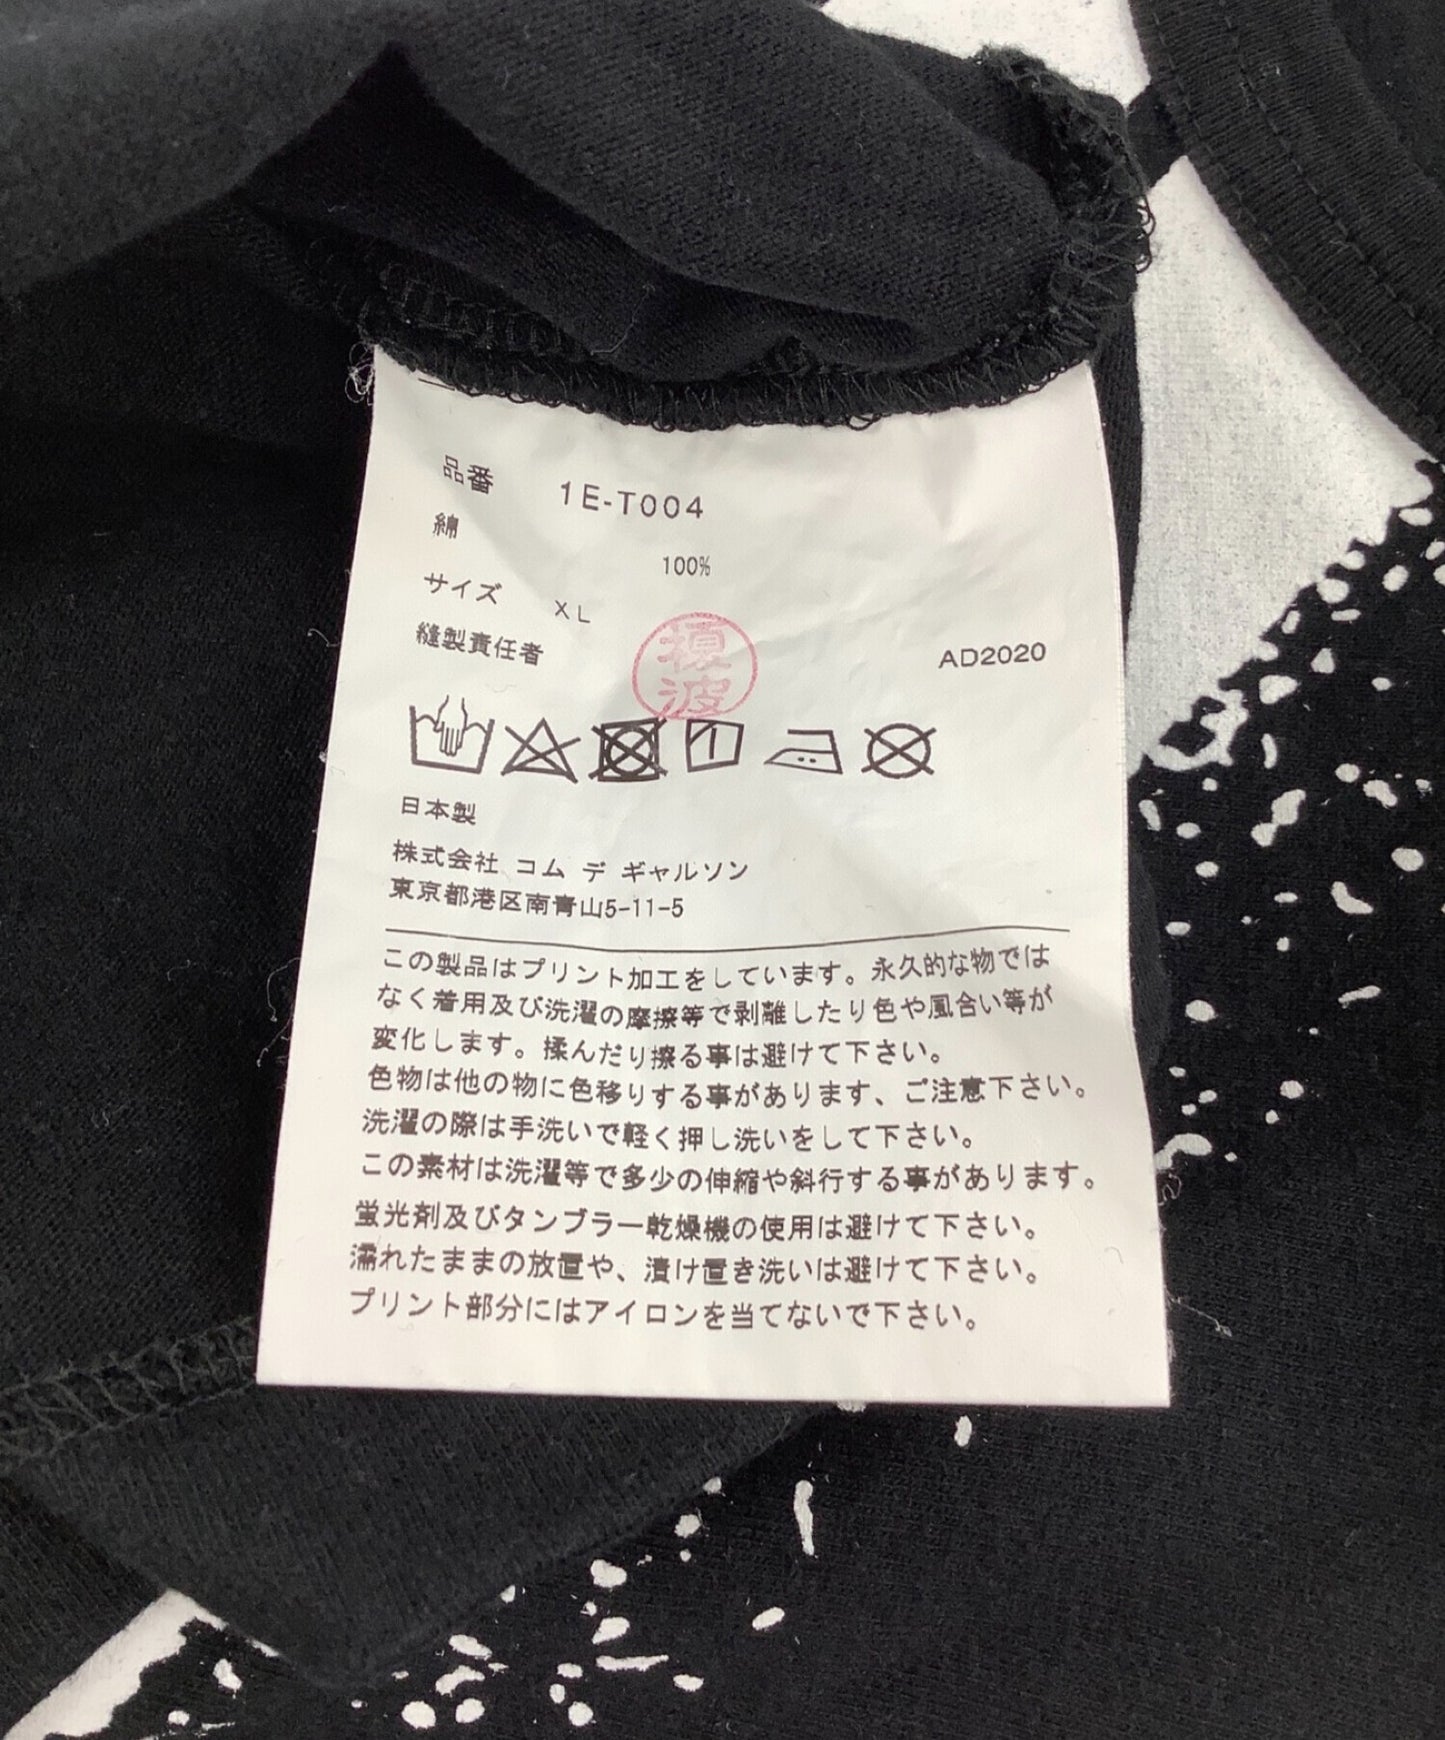 品番 1E-T004
綿 100%
サイズ XL
縫製責任者 榎波 AD2020
日本製
株式会社 コム デ ギャルソン
東京都港区南青山5-11-5
この製品はプリント加工をしています。永久的な物では
なく着用及び洗濯の摩擦等で剥離したり色や風合い等が
変化します。揉んだり擦る事は避けて下さい。
色物は他の物に色移りする事があります、ご注意下さい。
洗濯の際は手洗いで軽く押し洗いをして下さい。
この素材は洗濯等で多少の伸縮や斜行する事があります。
蛍光剤及びタンブラー乾燥機の使用は避けて下さい。
濡れたままの放置や、漬け置き洗いは避けて下さい。
プリント部分にはアイロンを当てないで下さい。